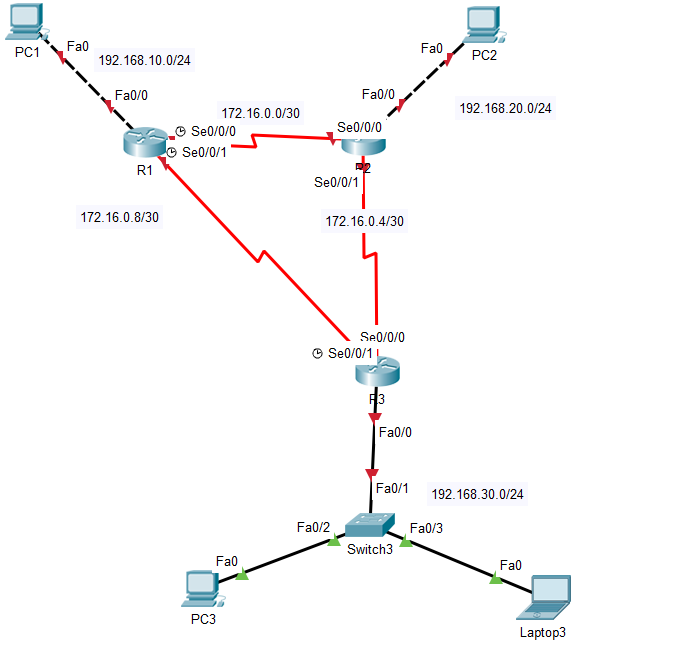 PC1
Fa0
192.168.10.0/24
Fa0/0
R1
Se0/0/0
Se0/0/1
172.16.0.0/30
PC2
Fa0
Fa0/0
192.168.20.0/24
Se0/0/0
R2
Se0/0/1
172.16.0.8/30
172.16.0.4/30
Se0/0/0
Se0/0/1
R3
Fa0/0
Fa0/1
192.168.30.0/24
Fa0/2
Fa0/3
Switch3
Fa0
PC3
Fa0
Laptop3